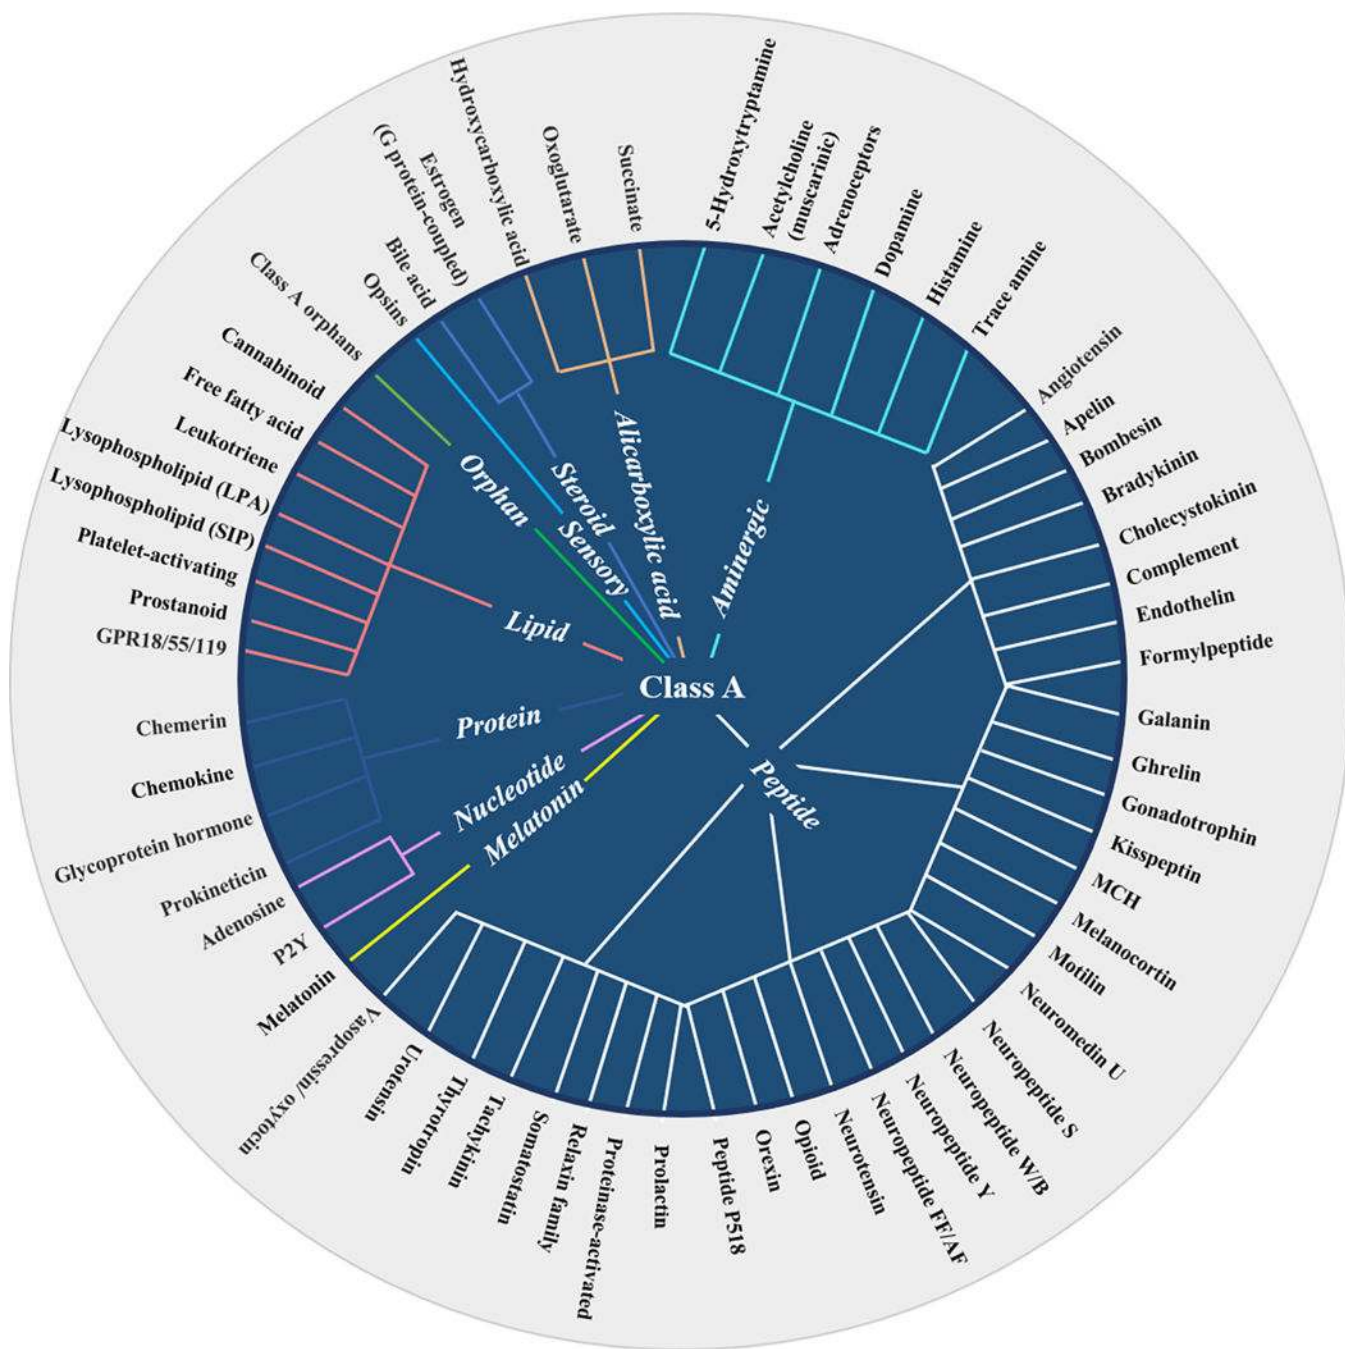 5-Hydroxytryptamine
Acetylcholine
(muscarinic)
Adrenoceptors
Dopamine
Histamine
Trace amine
Angiotensin
Apelin
Bombesin
Bradykinin
Cholecystokinin
Complement
Endothelin
Formylpeptide
Galanin
Ghrelin
Gonadotrophin
Kisspeptin
MCH
Melanocortin
Motilin
Neuromedin U
Neuropeptide S
Neuropeptide W/B
Neuropeptide Y
Neuropeptide FF/AF
Neurotensin
Opioid
Orexin
Peptide P518
Prolactin
Proteinase-activated
Relaxin family
Somatostatin
Tachykinin
Thyrotropin
Urotensin
Vasopressin/ oxytocin
Melatonin
P2Y
Adenosine
Prokineticin
Glycoprotein hormone
Chemokine
Chemerin
GPR18/55/119
Prostanoid
Platelet-activating
Lysophospholipid (SIP)
Lysophospholipid (LPA)
Leukotriene
Free fatty acid
Cannabinoid
Class A orphans
Opsins
Bile acid
Estrogen
(G protein-coupled)
Hydroxycarboxylic acid
Oxoglutarate
Succinate
Aminergic
Alicarboxylic acid
Steroid
Sensory
Orphan
Lipid
Class A
Protein
Nucleotide
Melatonin
Peptide